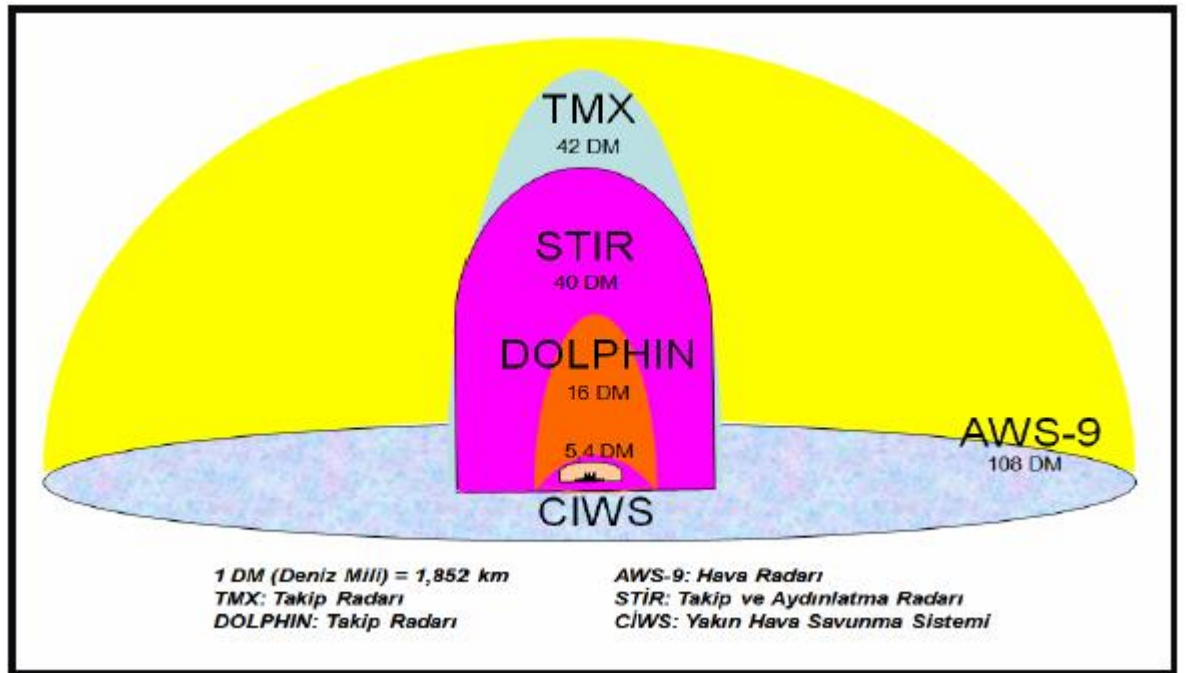 TMX
42 DM
STIR
40 DM
DOLPHIN
16 DM
5,4 DM
CIWS
AWS-9
108 DM
1 DM (Deniz Mili) = 1,852 km
TMX: Takip Radarı
DOLPHIN: Takip Radarı
AWS-9: Hava Radarı
STİR: Takip ve Aydınlatma Radarı
CİWS: Yakın Hava Savunma Sistemi